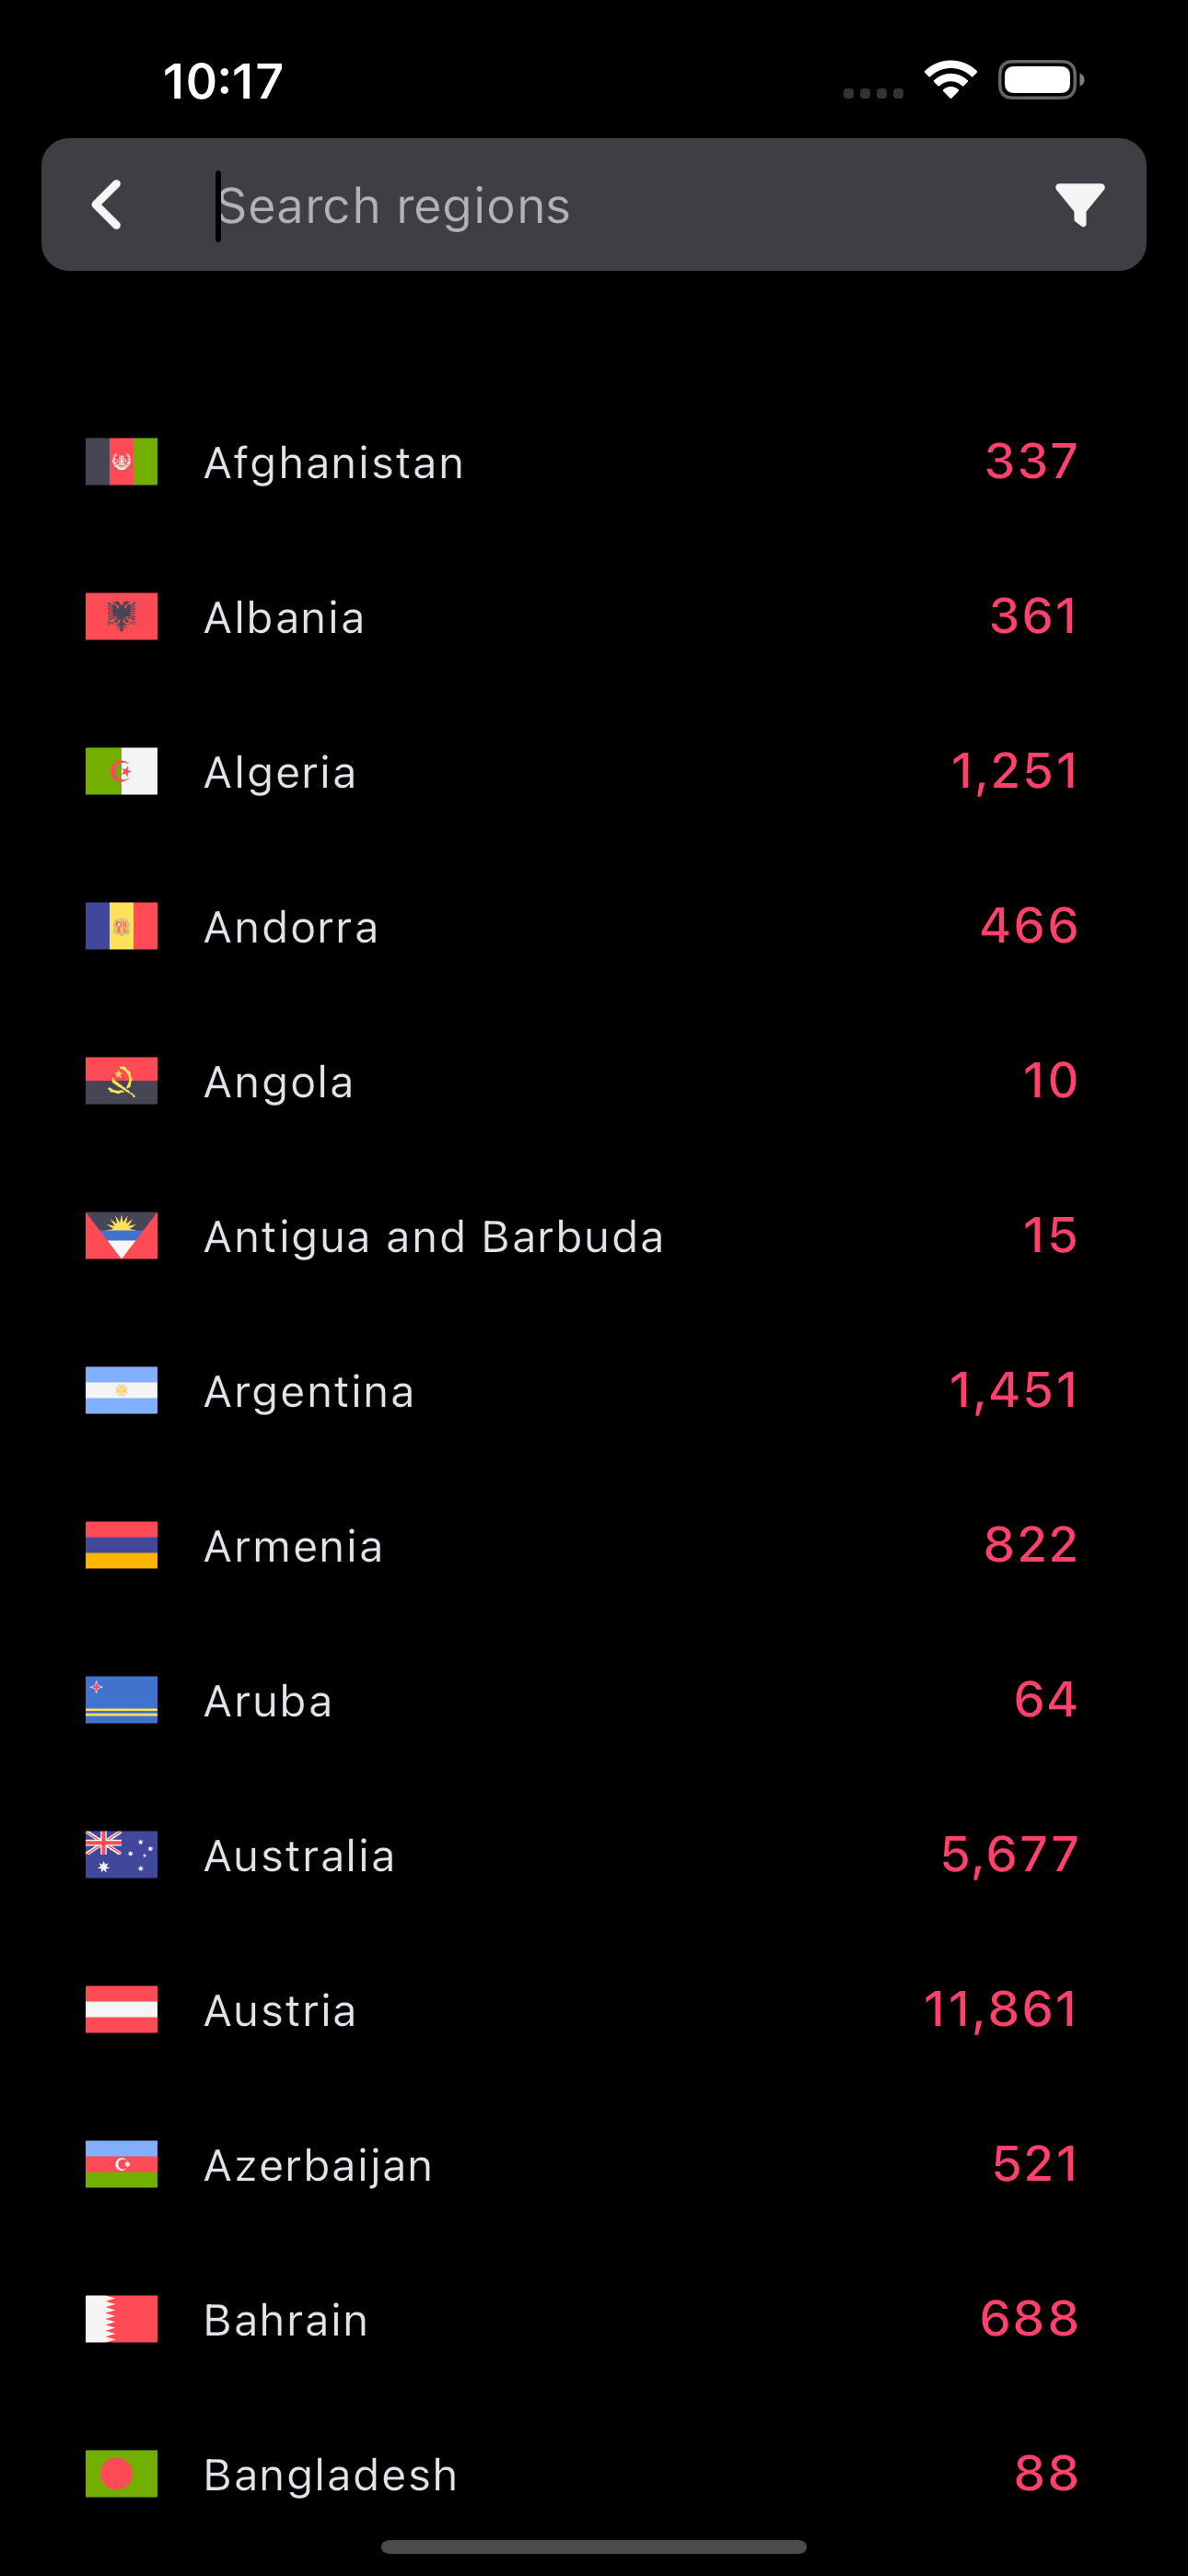 10:17
Search regions
Afghanistan 337
Albania 361
Algeria 1,251
Andorra 466
Angola 10
Antigua and Barbuda 15
Argentina 1,451
Armenia 822
Aruba 64
Australia 5,677
Austria 11,861
Azerbaijan 521
Bahrain 688
Bangladesh 88